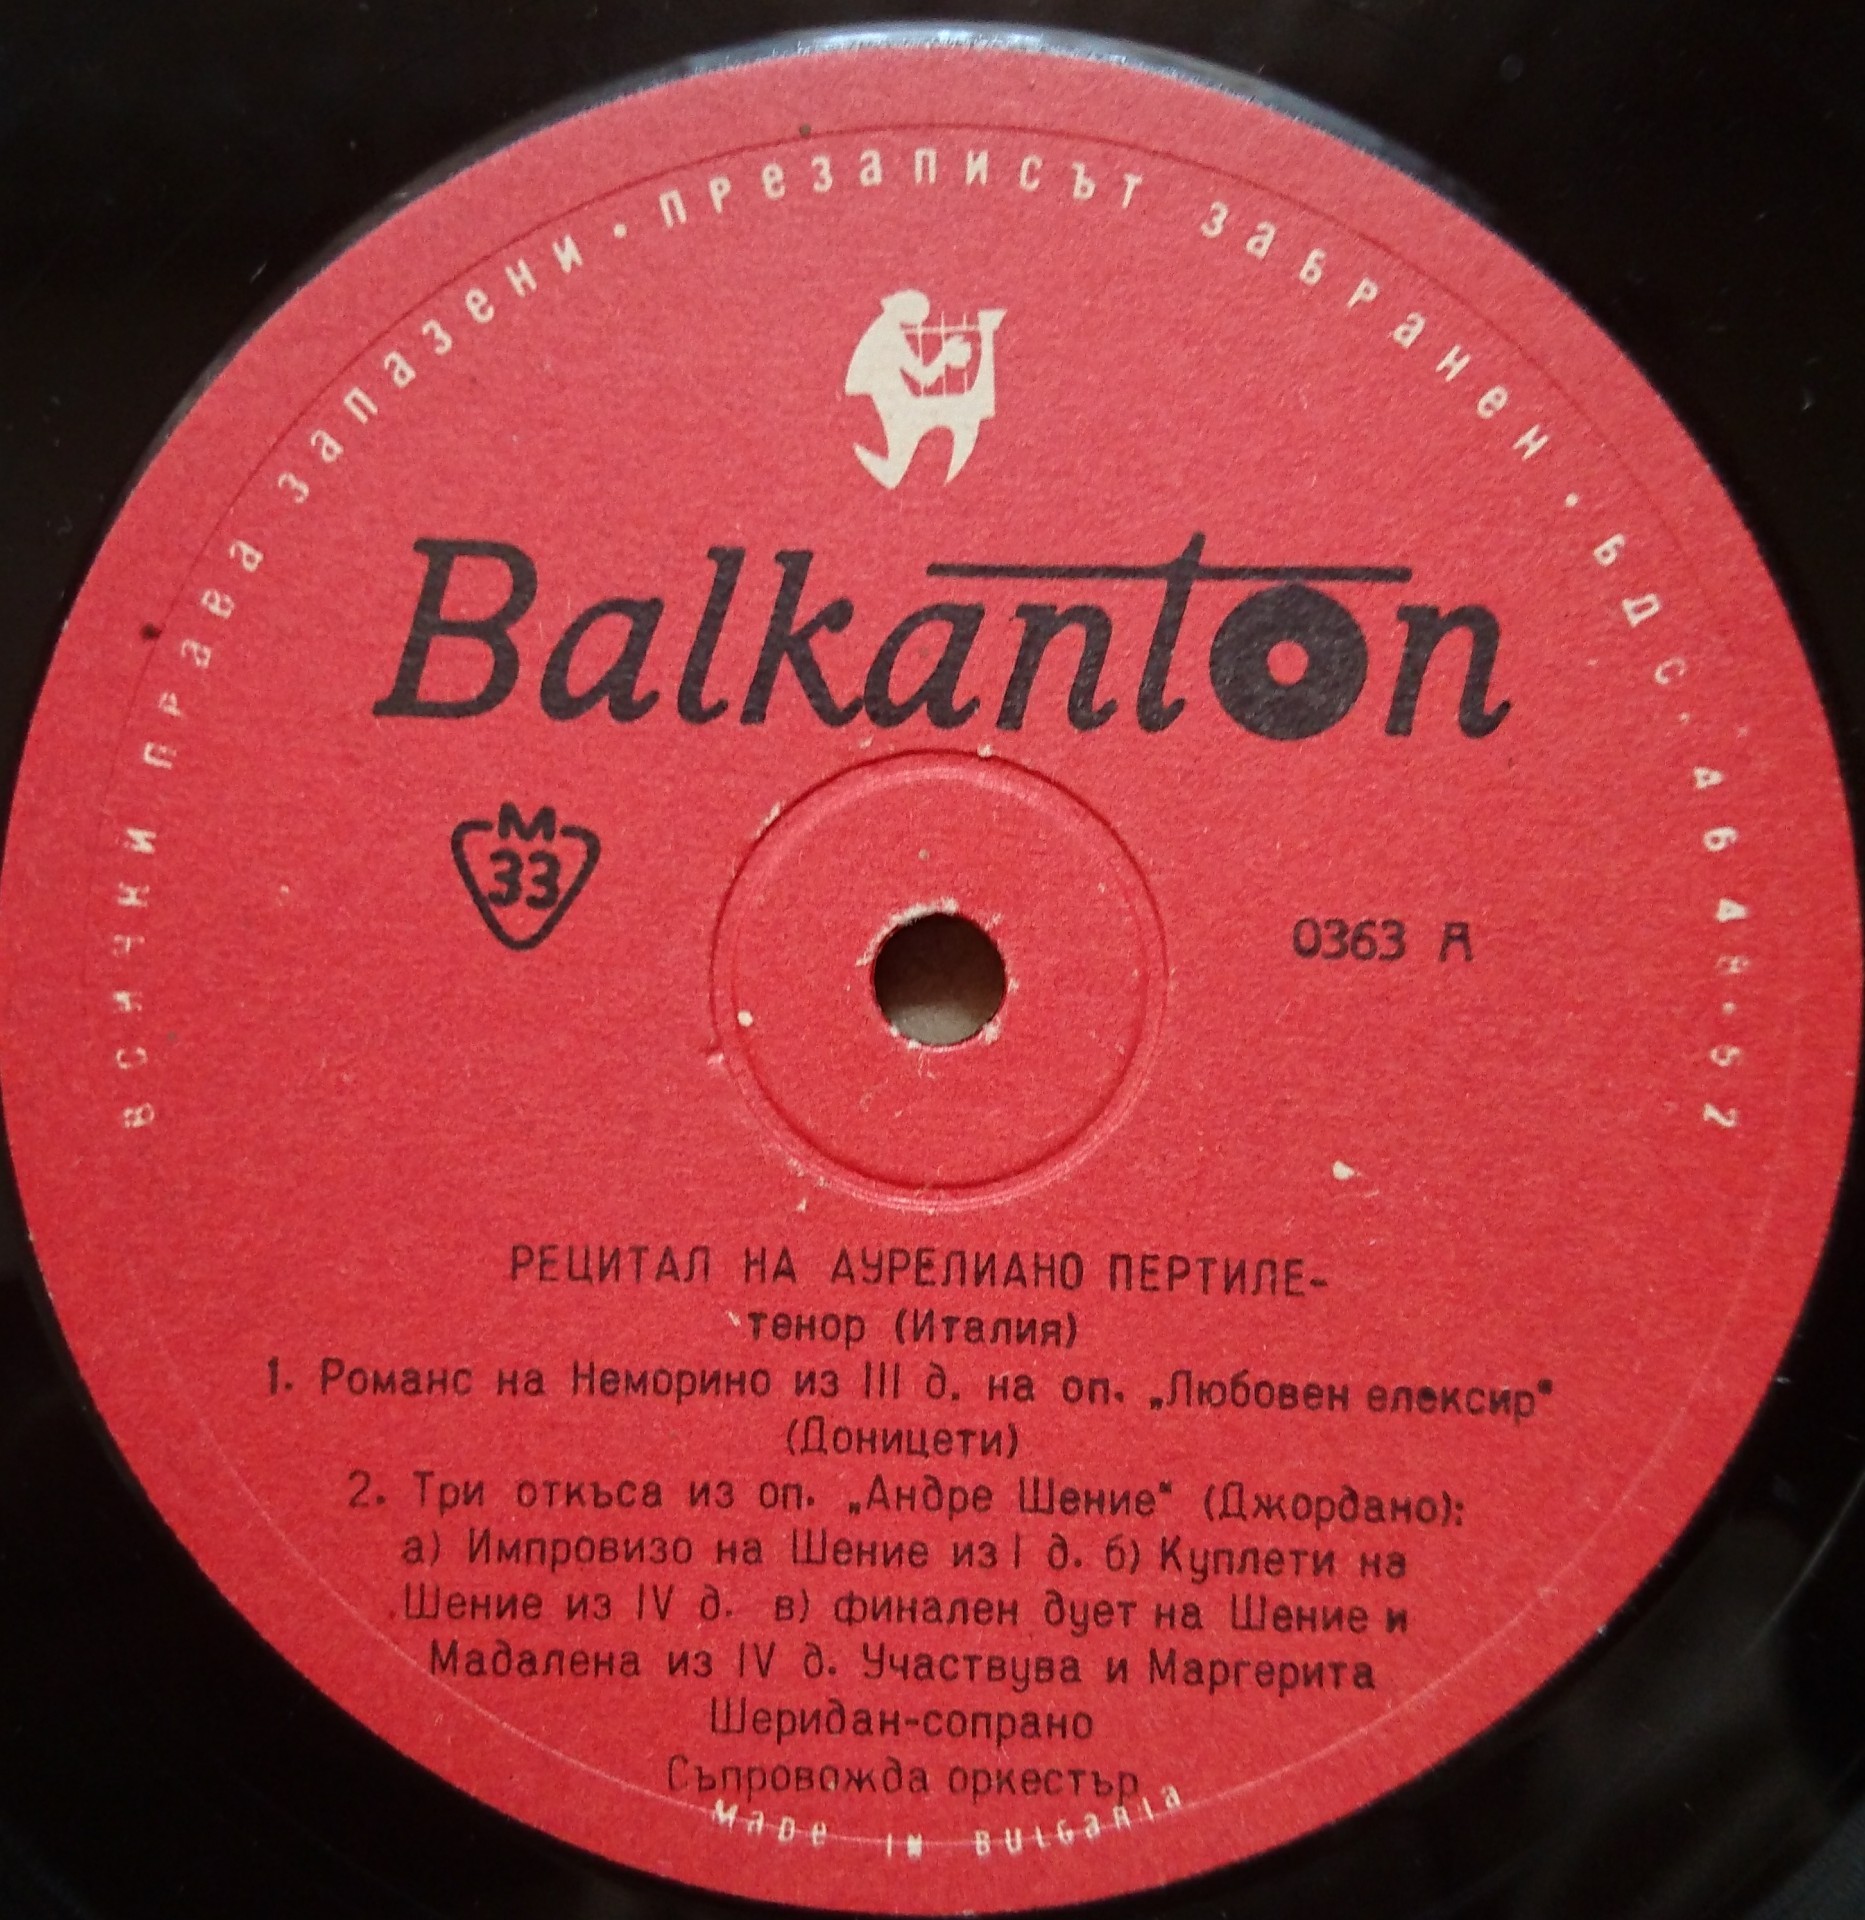 всички права запазени · презаписът забранен · БДС. 
Balkanton
М
33
0363 А
РЕЦИТАЛ НА АУРЕЛИАНО ПЕРТИЛЕ-
тенор (Италия)
1. Романс на Неморино из III д. на оп. „Любовен елексир“
(Доницети)
2. Три откъса из оп. „Андре Шение“ (Джордано):
а) Импровизо на Шение из I д. б) Куплети на
Шение из IV д. в) финален дует на Шение и
Мадалена из IV д. Участвува и Маргерита
Шеридан-сопрано
Съпровожда оркестър
Made in Bulgaria